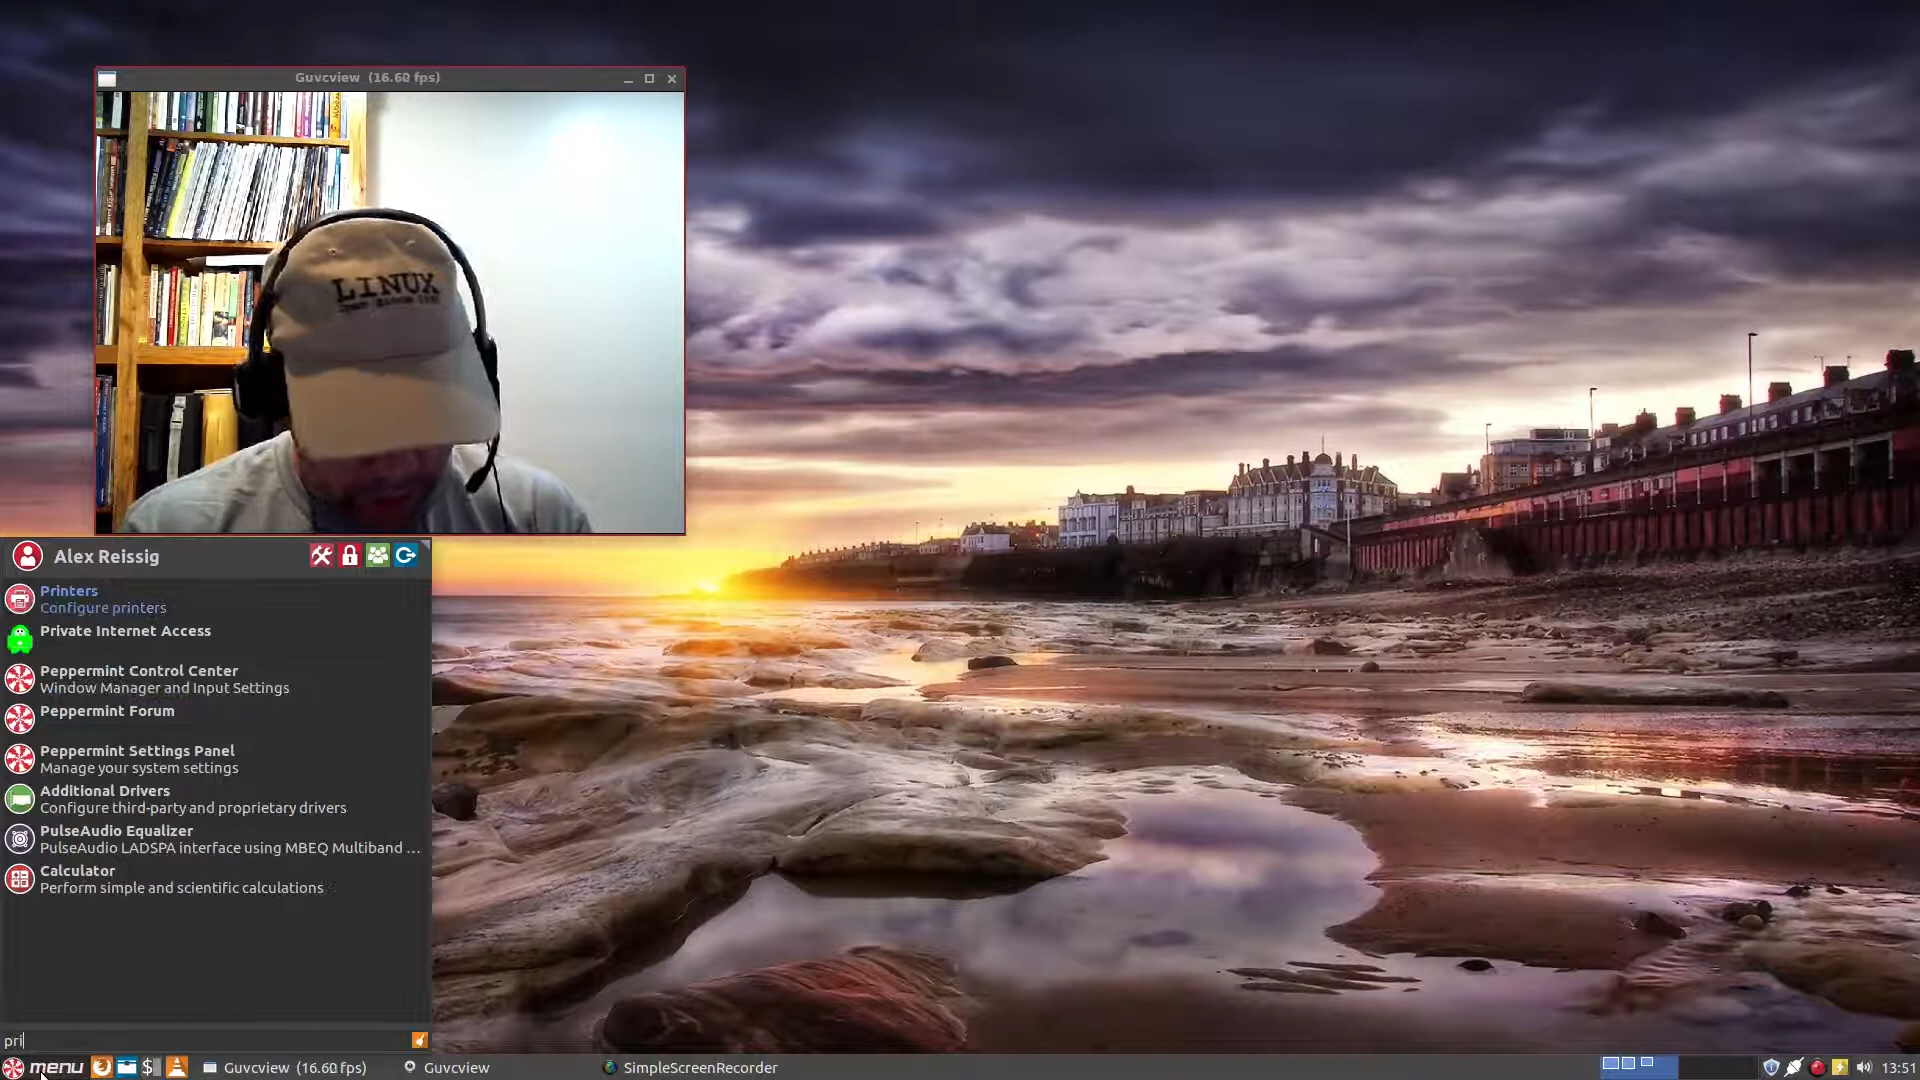 Guvcview (16.60 fps)
LINUX
Alex Reissig
Printers
Configure printers
Private Internet Access
Peppermint Control Center
Window Manager and Input Settings
Peppermint Forum
Peppermint Settings Panel
Manage your system settings
Additional Drivers
Configure third-party and proprietary drivers
PulseAudio Equalizer
PulseAudio LADSPA interface using MBEQ Multiband ...
Calculator
Perform simple and scientific calculations
pri
menu
$
Guvcview (16.60 fps)
Guvcview
SimpleScreenRecorder
13:51